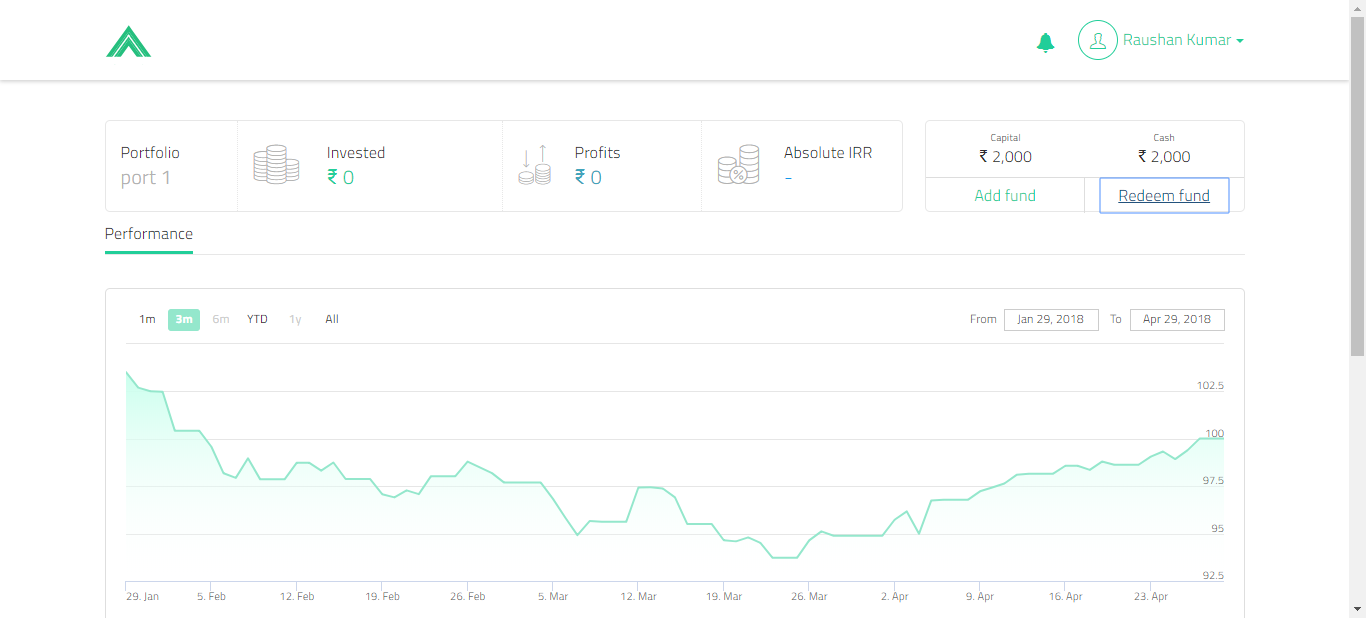 Raushan Kumar
Portfolio
port 1
Invested
₹ 0
Profits
₹ 0
Absolute IRR
-
Capital
₹ 2,000
Cash
₹ 2,000
Add fund
Redeem fund
Performance
1m 3m 6m YTD 1y All
From Jan 29, 2018 To Apr 29, 2018
102.5
100
97.5
95
92.5
29. Jan 5. Feb 12. Feb 19. Feb 26. Feb 5. Mar 12. Mar 19. Mar 26. Mar 2. Apr 9. Apr 16. Apr 23. Apr